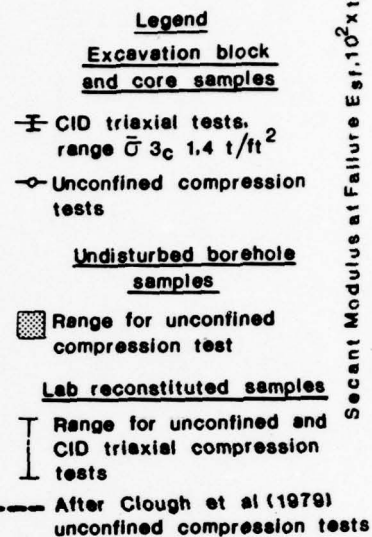 Legend
Excavation block
and core samples
CID triaxial tests,
range σ̄ 3c 1.4 t/ft²
Unconfined compression
tests
Undisturbed borehole
samples
Range for unconfined
compression test
Lab reconstituted samples
Range for unconfined and
CID triaxial compression
tests
After Clough et al (1979)
unconfined compression tests
Secant Modulus at Failure Esf, 10² x t